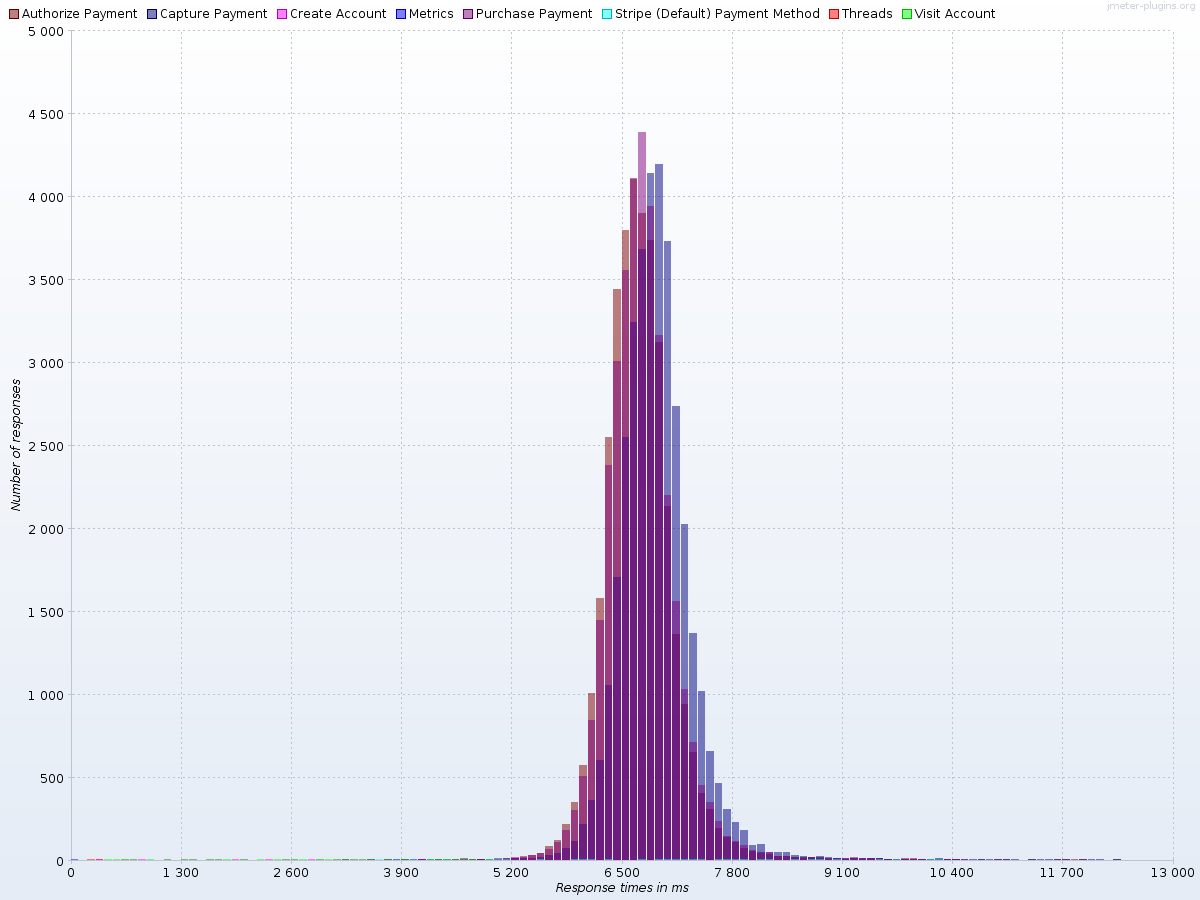 Authorize Payment Capture Payment Create Account Metrics Purchase Payment Stripe (Default) Payment Method Threads Visit Account
jmeter-plugins.org
5 000
4 500
4 000
3 500
3 000
2 500
2 000
1 500
1 000
500
0
Number of responses
0 1 300 2 600 3 900 5 200 6 500 7 800 9 100 10 400 11 700 13 000
Response times in ms